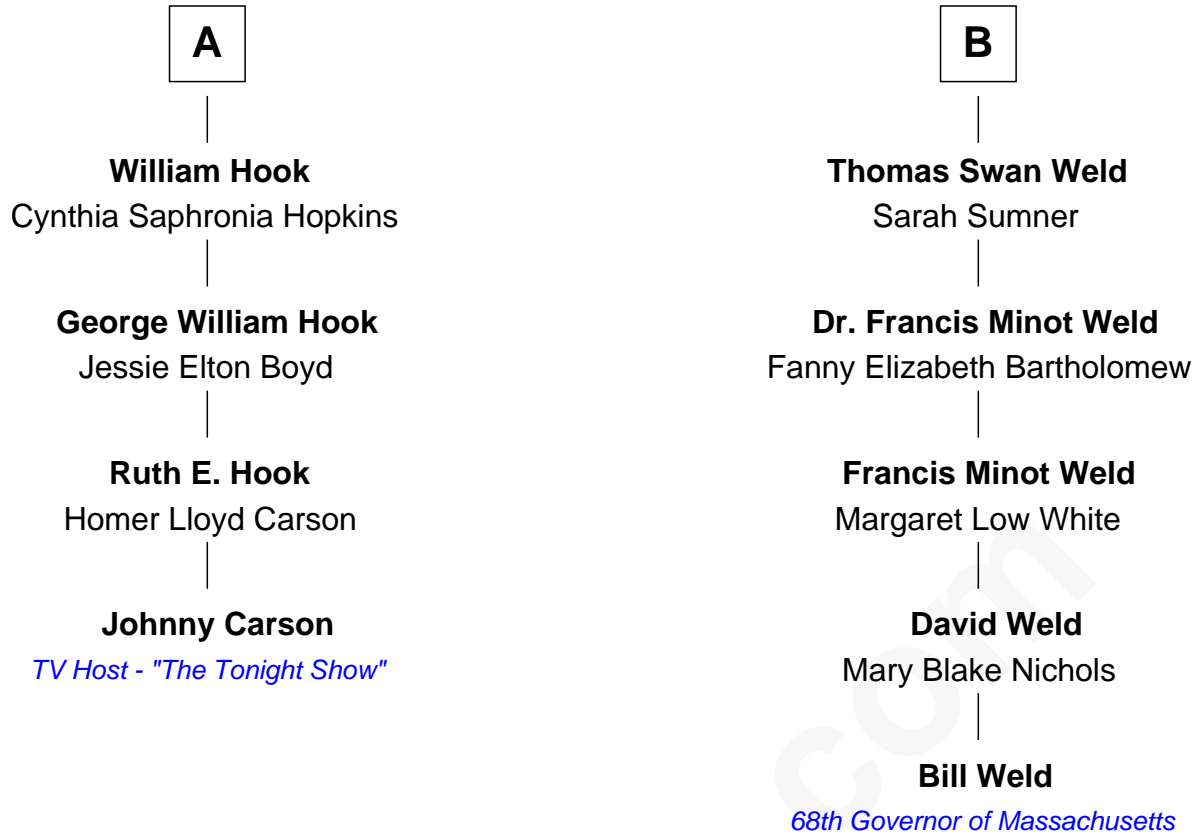 A
William Hook
Cynthia Saphronia Hopkins
George William Hook
Jessie Elton Boyd
Ruth E. Hook
Homer Lloyd Carson
Johnny Carson
TV Host - "The Tonight Show"
B
Thomas Swan Weld
Sarah Sumner
Dr. Francis Minot Weld
Fanny Elizabeth Bartholomew
Francis Minot Weld
Margaret Low White
David Weld
Mary Blake Nichols
Bill Weld
68th Governor of Massachusetts
com